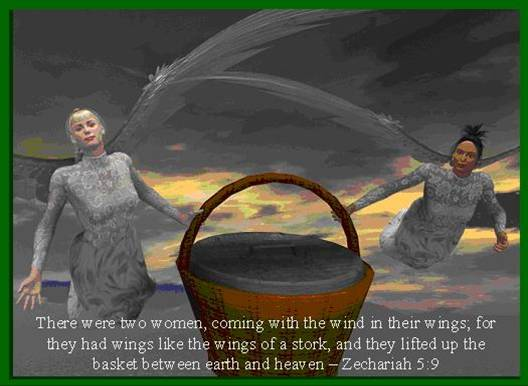 There were two women, coming with the wind in their wings; for
they had wings like the wings of a stork, and they lifted up the
basket between earth and heaven – Zechariah 5:9